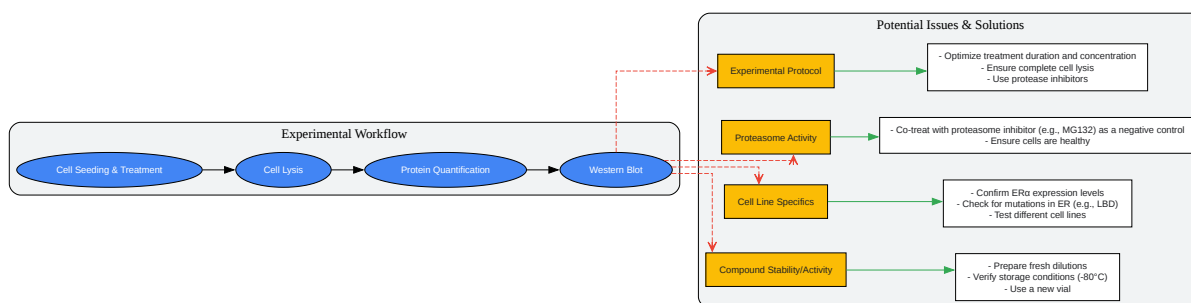 Potential Issues & Solutions
Experimental Protocol
- Optimize treatment duration and concentration
- Ensure complete cell lysis
- Use protease inhibitors
Experimental Workflow
Cell Seeding & Treatment
Cell Lysis
Protein Quantification
Western Blot
Proteasome Activity
- Co-treat with proteasome inhibitor (e.g., MG132) as a negative control
- Ensure cells are healthy
Cell Line Specifics
- Confirm ERα expression levels
- Check for mutations in ER (e.g., LBD)
- Test different cell lines
Compound Stability/Activity
- Prepare fresh dilutions
- Verify storage conditions (-80°C)
- Use a new vial